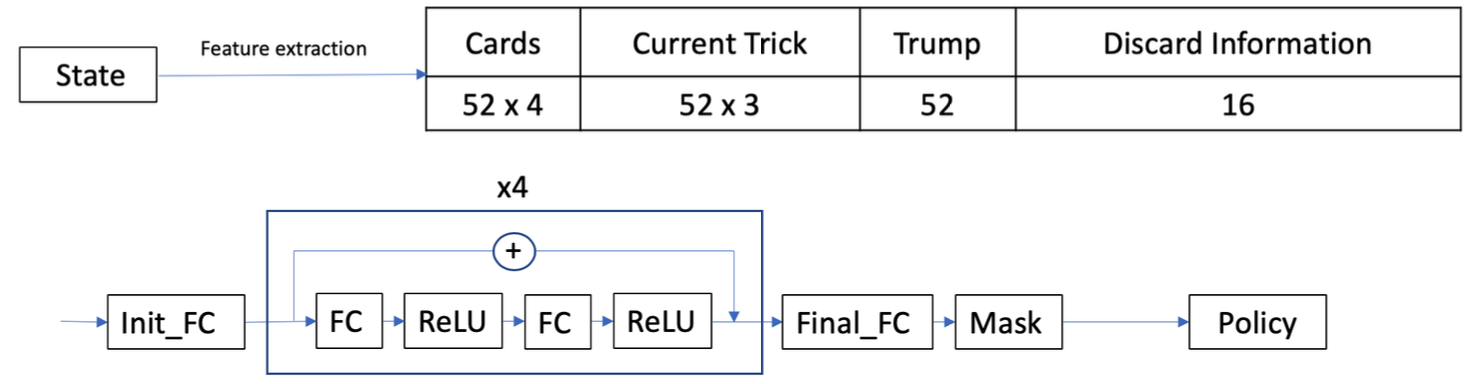 State
Feature extraction
Cards Current Trick Trump Discard Information
52 x 4 52 x 3 52 16
x4
+
Init_FC FC ReLU FC ReLU Final_FC Mask Policy